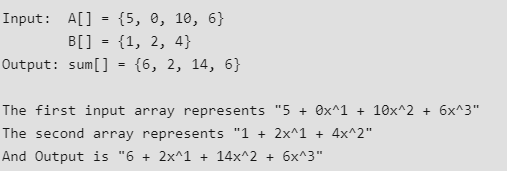 Input:  A[] = {5, 0, 10, 6}
        B[] = {1, 2, 4}
Output: sum[] = {6, 2, 14, 6}
The first input array represents "5 + 0x^1 + 10x^2 + 6x^3"
The second array represents "1 + 2x^1 + 4x^2"
And Output is "6 + 2x^1 + 14x^2 + 6x^3"